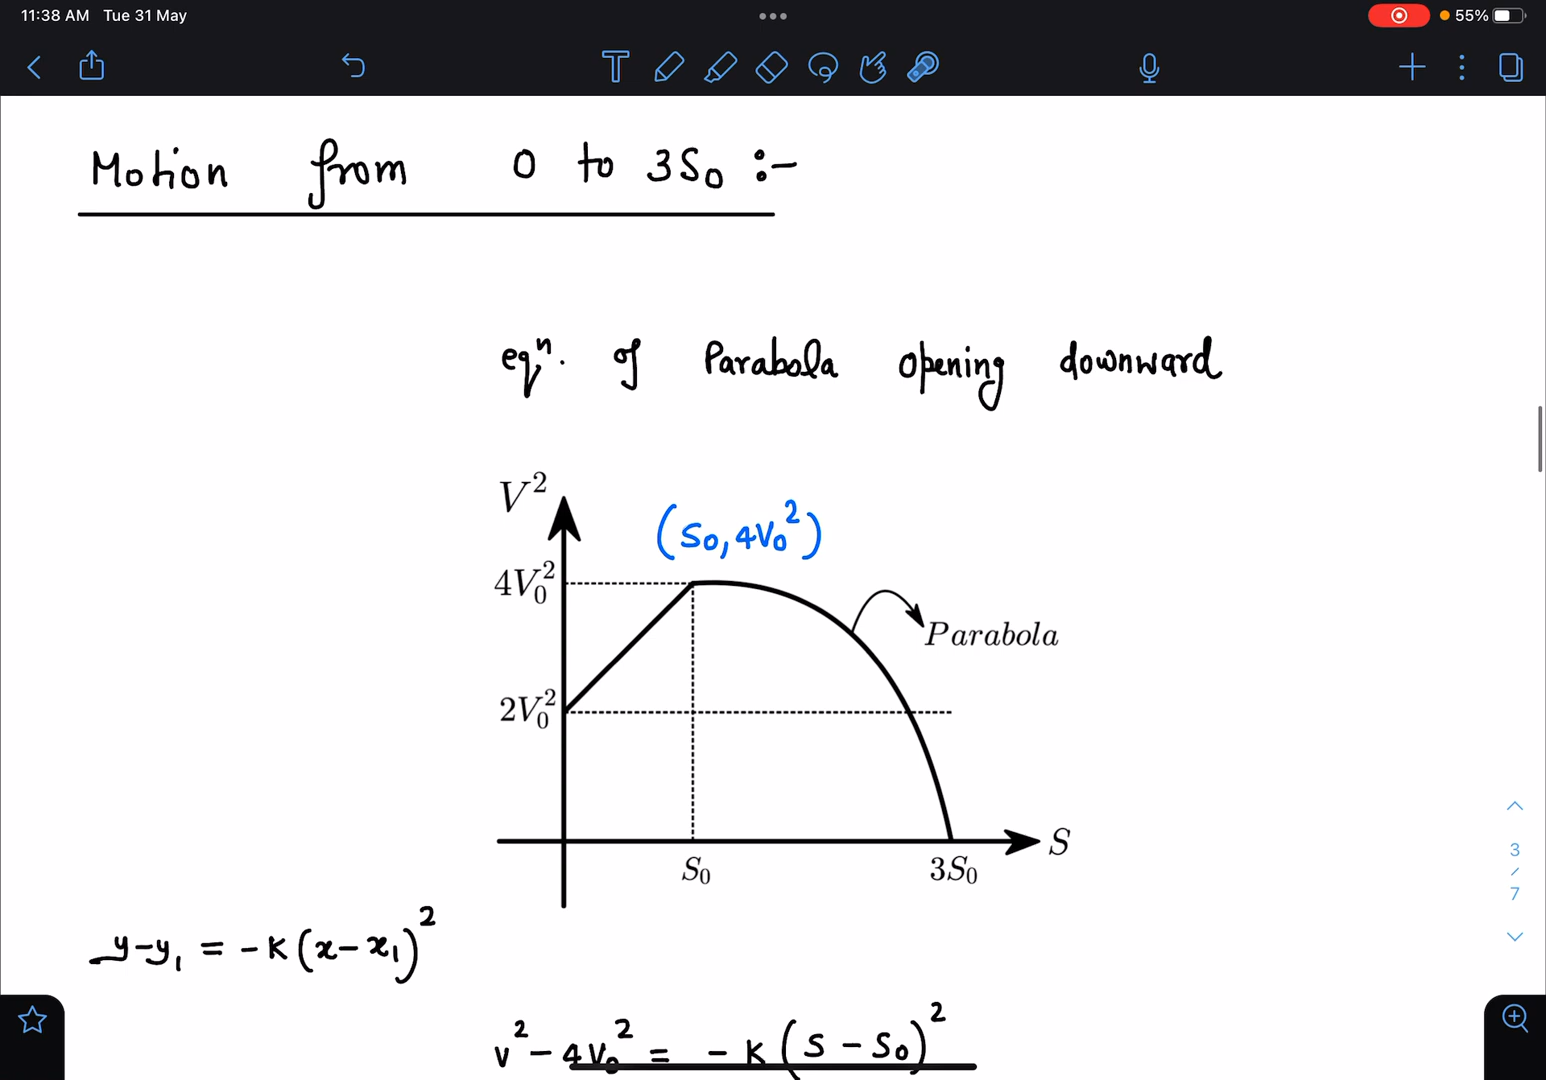 11:38 AM Tue 31 May
55%
Motion from 0 to 3S₀ :-
eqⁿ. of Parabola opening downward
V²
(S₀, 4V₀²)
4V₀²
Parabola
2V₀²
S
S₀ 3S₀
3
/
7
y-y₁ = -K(x-x₁)²
v² - 4V₀² = -K(S-S₀)²